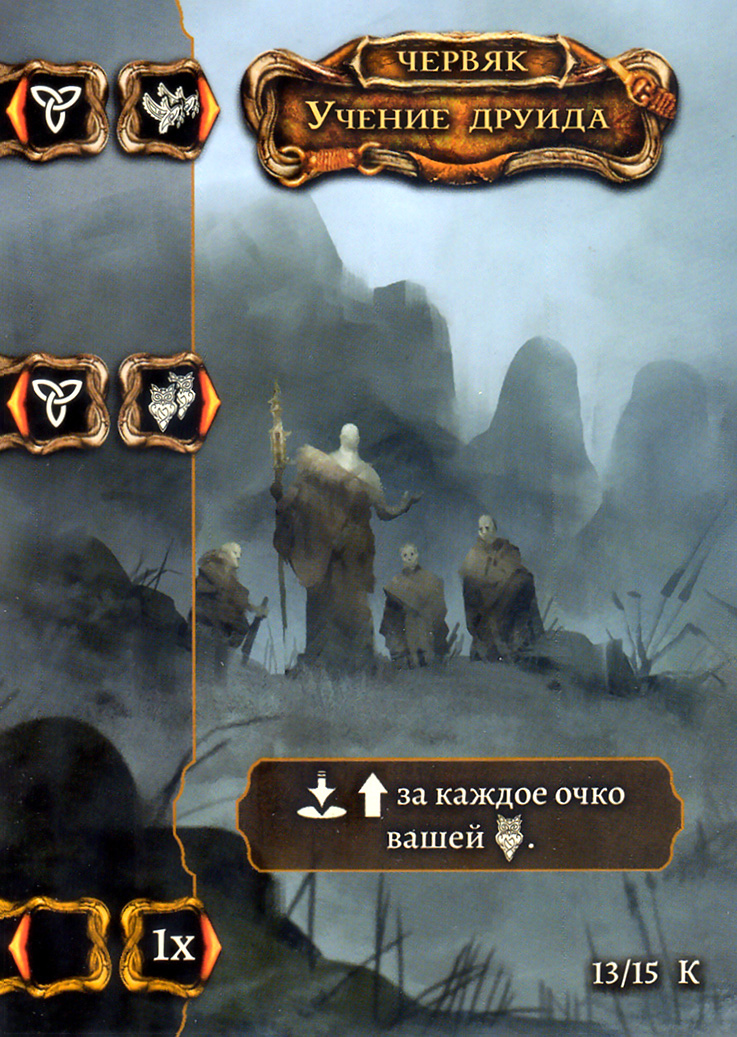 ЧЕРВЯК
УЧЕНИЕ ДРУИДА
за каждое очко
вашей .
1x
13/15 К